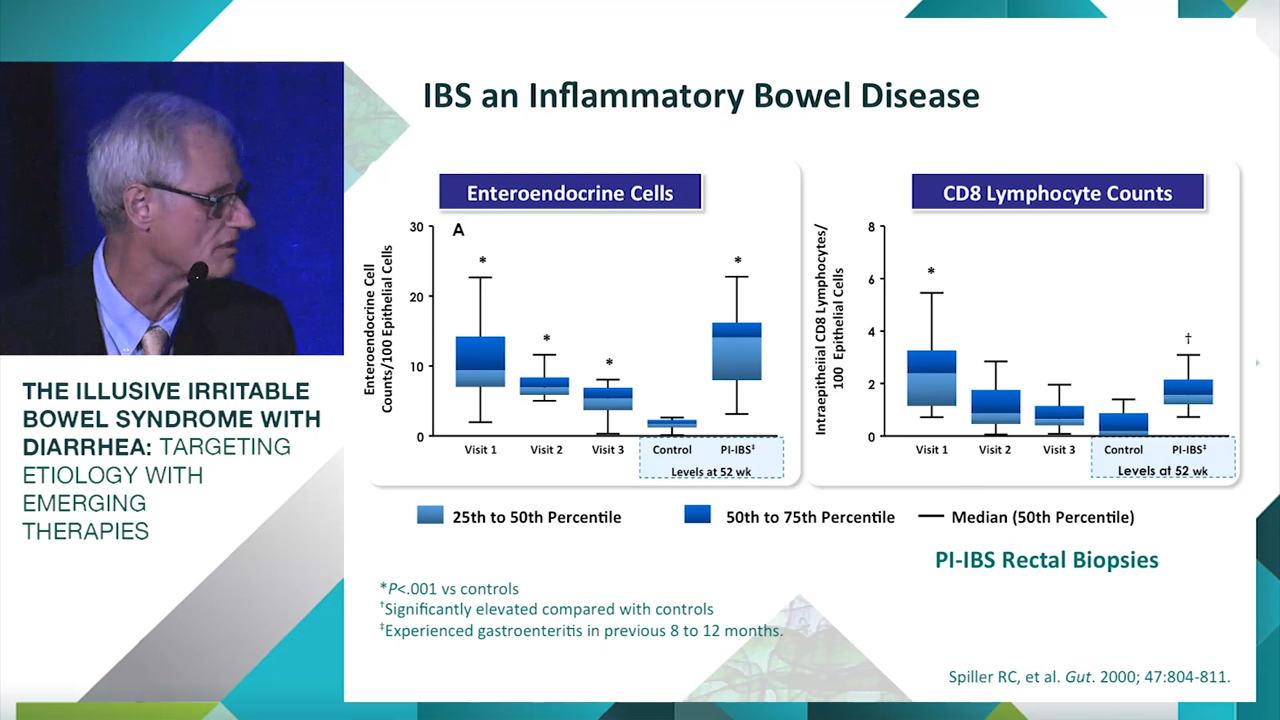 IBS an Inflammatory Bowel Disease
THE ILLUSIVE IRRITABLE
BOWEL SYNDROME WITH
DIARRHEA: TARGETING
ETIOLOGY WITH
EMERGING
THERAPIES
Enteroendocrine Cells
A
Enteroendocrine Cell
Counts/100 Epithelial Cells
30
20
10
0
*
*
*
*
Visit 1
Visit 2
Visit 3
Control
PI-IBS‡
Levels at 52 wk
CD8 Lymphocyte Counts
Intraepitheliial CD8 Lymphocytes/
100 Epithelial Cells
8
6
4
2
0
*
†
Visit 1
Visit 2
Visit 3
Control
PI-IBS‡
Levels at 52 wk
25th to 50th Percentile
50th to 75th Percentile
Median (50th Percentile)
PI-IBS Rectal Biopsies
*P<.001 vs controls
†Significantly elevated compared with controls
‡Experienced gastroenteritis in previous 8 to 12 months.
Spiller RC, et al. Gut. 2000; 47:804-811.